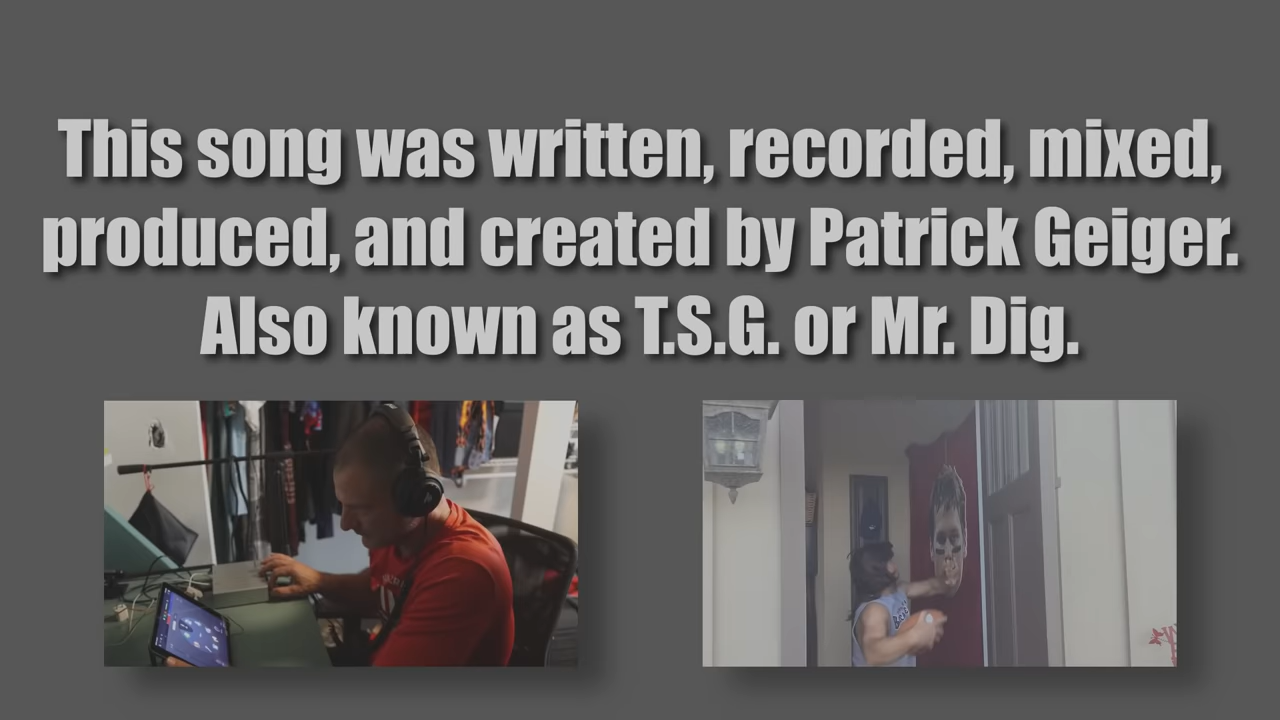 This song was written, recorded, mixed,
produced, and created by Patrick Geiger.
Also known as T.S.G. or Mr. Dig.